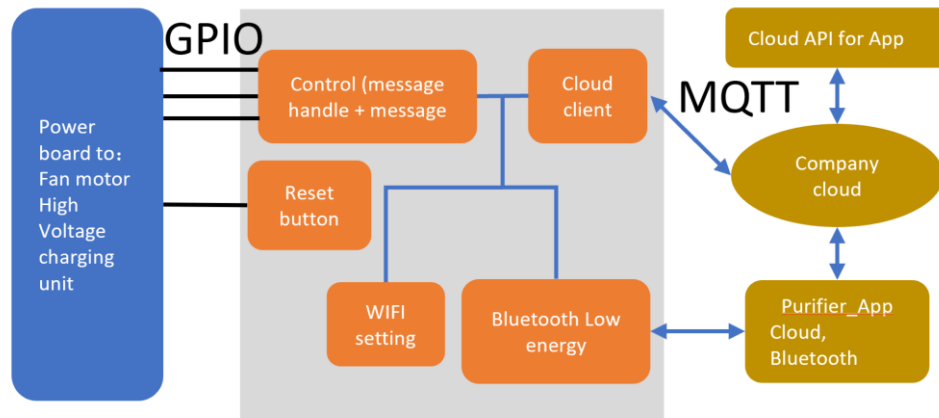 GPIO
Power
board to:
Fan motor
High
Voltage
charging
unit
Control (message
handle + message
Reset
button
WIFI
setting
Bluetooth Low
energy
Cloud
client
MQTT
Cloud API for App
Company
cloud
Purifier_App
Cloud,
Bluetooth